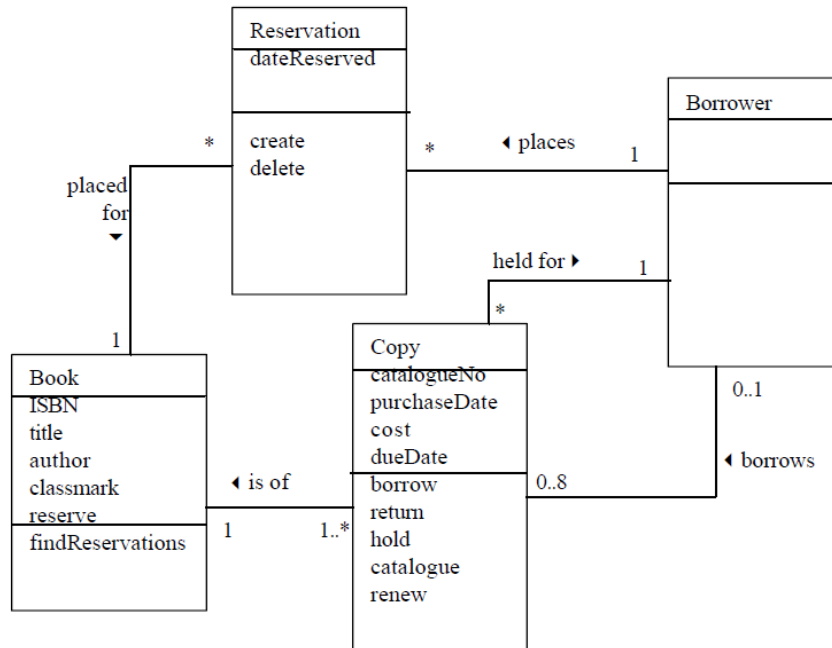 Reservation
dateReserved
create
delete
Borrower
*
*
◂ places
1
placed
for
▾
held for ▸
1
*
1
Book
ISBN
title
author
classmark
reserve
findReservations
Copy
catalogueNo
purchaseDate
cost
dueDate
borrow
return
hold
catalogue
renew
0..1
◂ borrows
0..8
◂ is of
1
1..*